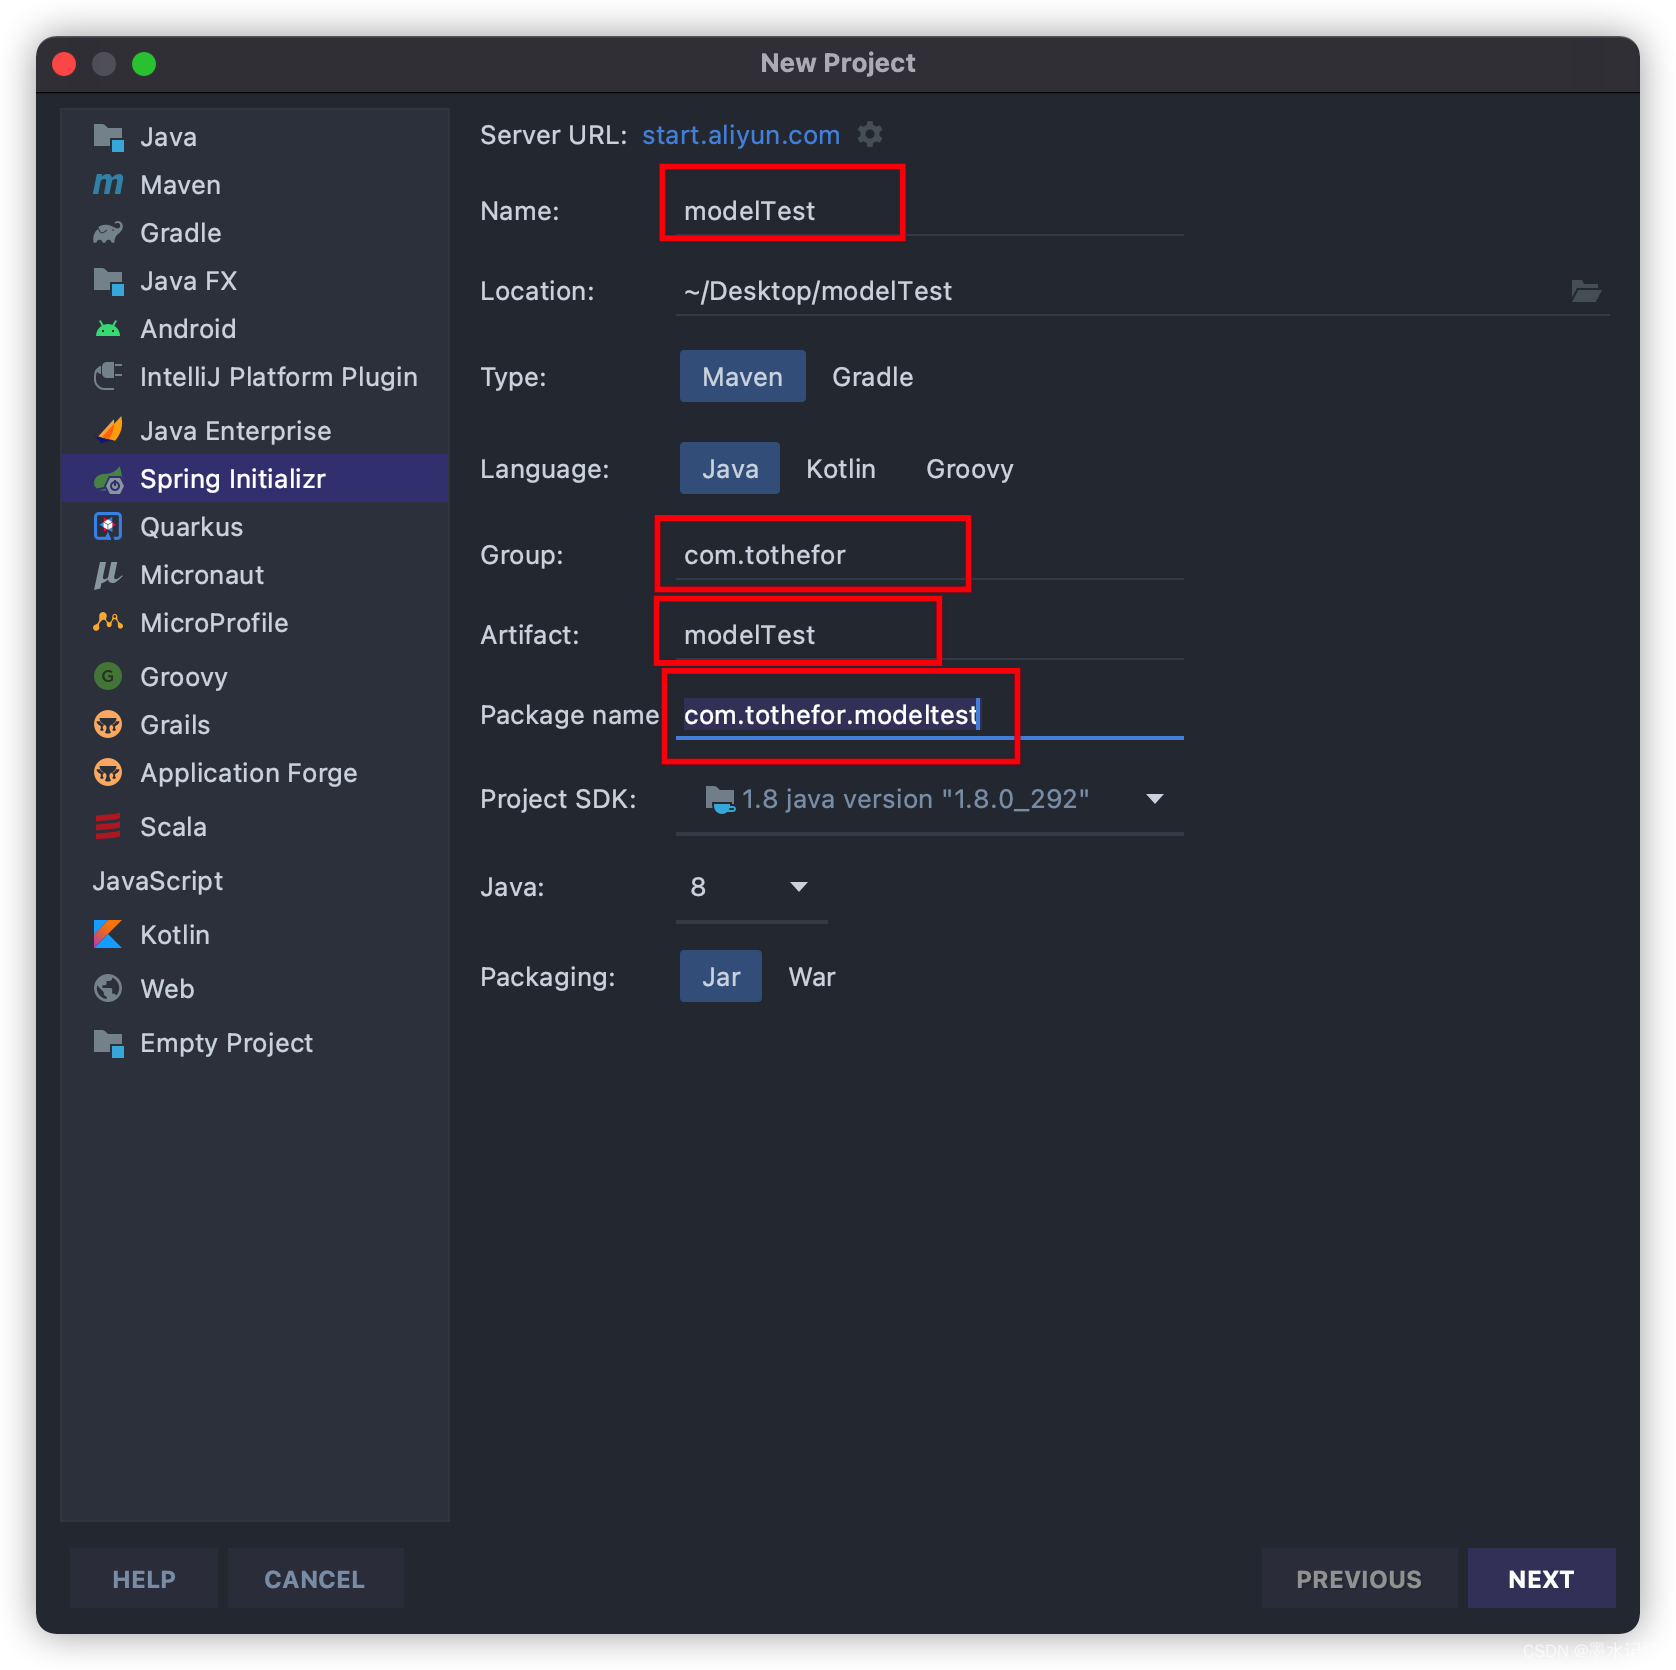 New Project
Java
Maven
Gradle
Java FX
Android
IntelliJ Platform Plugin
Java Enterprise
Spring Initializr
Quarkus
Micronaut
MicroProfile
Groovy
Grails
Application Forge
Scala
JavaScript
Kotlin
Web
Empty Project
Server URL: start.aliyun.com
Name: modelTest
Location: ~/Desktop/modelTest
Type: Maven Gradle
Language: Java Kotlin Groovy
Group: com.tothefor
Artifact: modelTest
Package name com.tothefor.modeltest
Project SDK: 1.8 java version "1.8.0_292"
Java: 8
Packaging: Jar War
HELP CANCEL PREVIOUS NEXT
CSDN